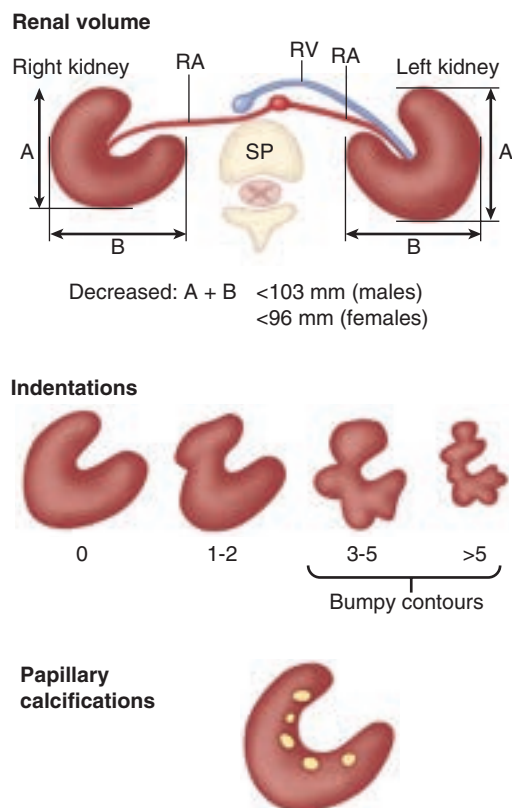 Renal volume
Right kidney
RA
RV
RA
Left kidney
A
SP
A
B
B
Decreased: A + B <103 mm (males)
<96 mm (females)
Indentations
0
1-2
3-5
>5
Bumpy contours
Papillary
calcifications